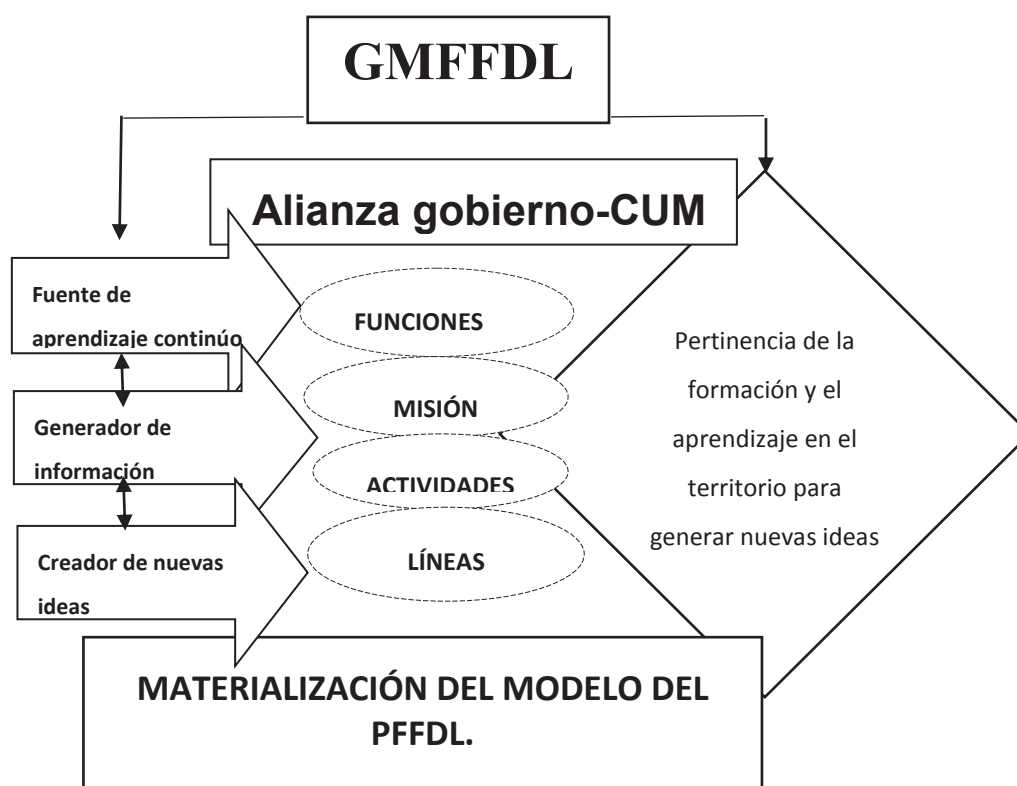 GMFFDL
Alianza gobierno-CUM
Fuente de
aprendizaje continúo
Generador de
información
Creador de nuevas
ideas
FUNCIONES
MISIÓN
ACTIVIDADES
LÍNEAS
Pertinencia de la
formación y el
aprendizaje en el
territorio para
generar nuevas ideas
MATERIALIZACIÓN DEL MODELO DEL
PFFDL.